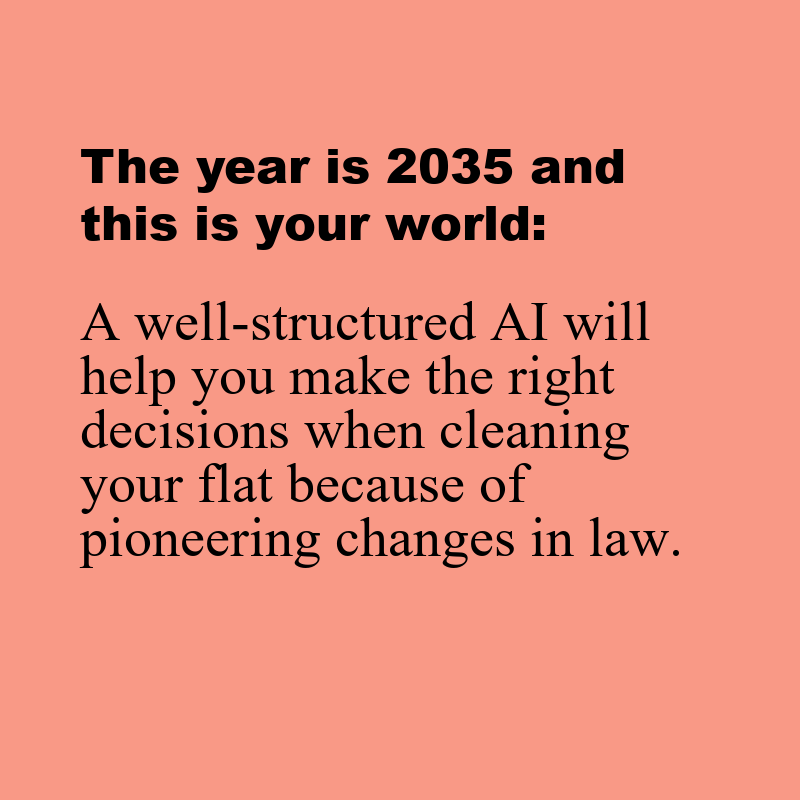 The year is 2035 and
this is your world:
A well-structured AI will
help you make the right
decisions when cleaning
your flat because of
pioneering changes in law.